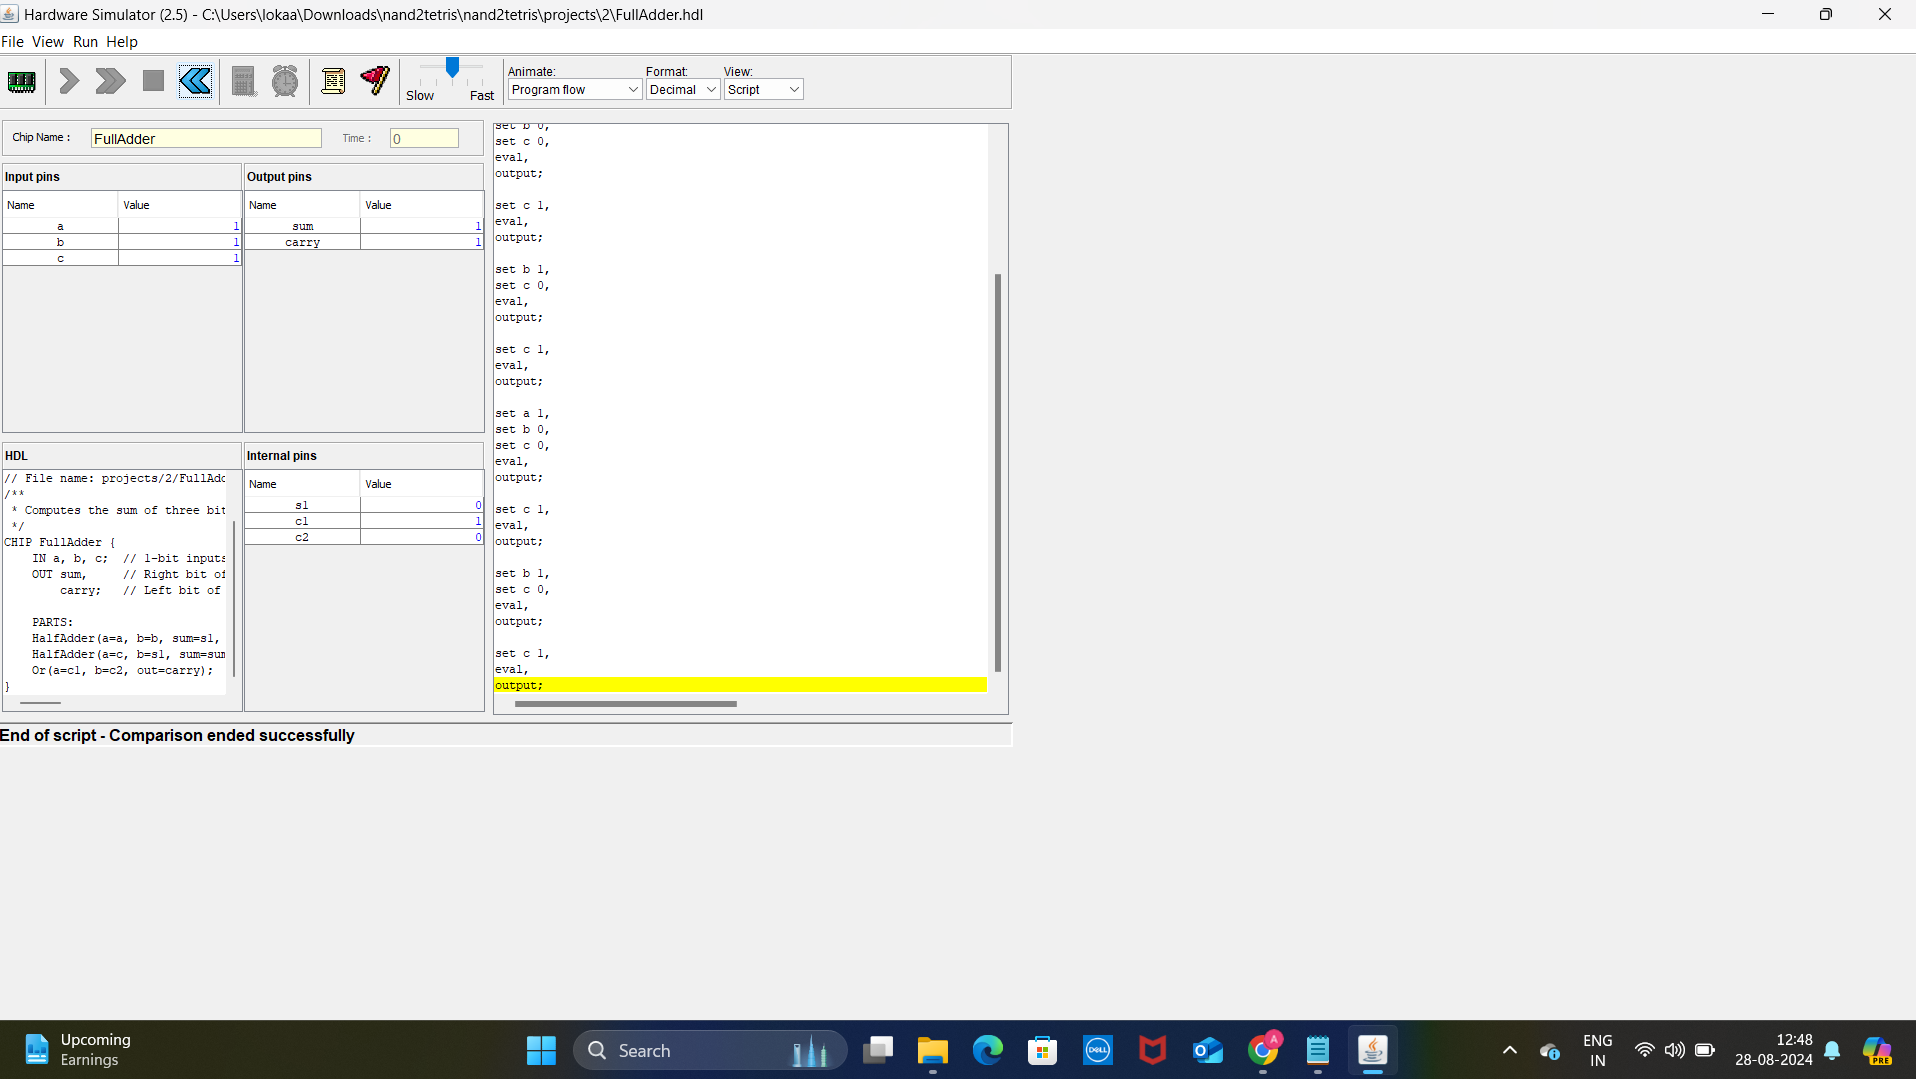 Hardware Simulator (2.5) - C:\Users\lokaa\Downloads\nand2tetris\nand2tetris\projects\2\FullAdder.hdl
File View Run Help
Slow Fast
Animate: Format: View:
Program flow Decimal Script
Chip Name : FullAdder Time : 0
Input pins
Name Value
a 1
b 1
c 1
Output pins
Name Value
sum 1
carry 1
HDL
// File name: projects/2/FullAdd
/**
* Computes the sum of three bit
*/
CHIP FullAdder {
IN a, b, c; // 1-bit inputs
OUT sum, // Right bit of
carry; // Left bit of
PARTS:
HalfAdder(a=a, b=b, sum=s1,
HalfAdder(a=c, b=s1, sum=sum
Or(a=c1, b=c2, out=carry);
}
Internal pins
Name Value
s1 0
c1 1
c2 0
set b 0,
set c 0,
eval,
output;
set c 1,
eval,
output;
set b 1,
set c 0,
eval,
output;
set c 1,
eval,
output;
set a 1,
set b 0,
set c 0,
eval,
output;
set c 1,
eval,
output;
set b 1,
set c 0,
eval,
output;
set c 1,
eval,
output;
End of script - Comparison ended successfully
Upcoming
Earnings
Search
DELL
A
ENG
IN
12:48
28-08-2024
PRE